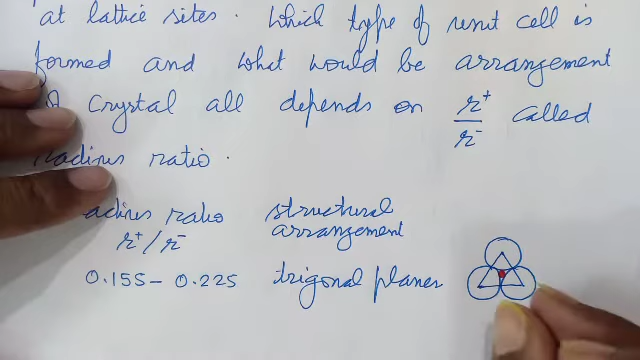 at lattice sites. Which type of unit cell is
formed and what would be arrangement
crystal all depends on r⁺/r⁻ called
radius ratio.
adius ratio structural
r⁺/r⁻ arrangement
0.155 - 0.225 trigonal planer